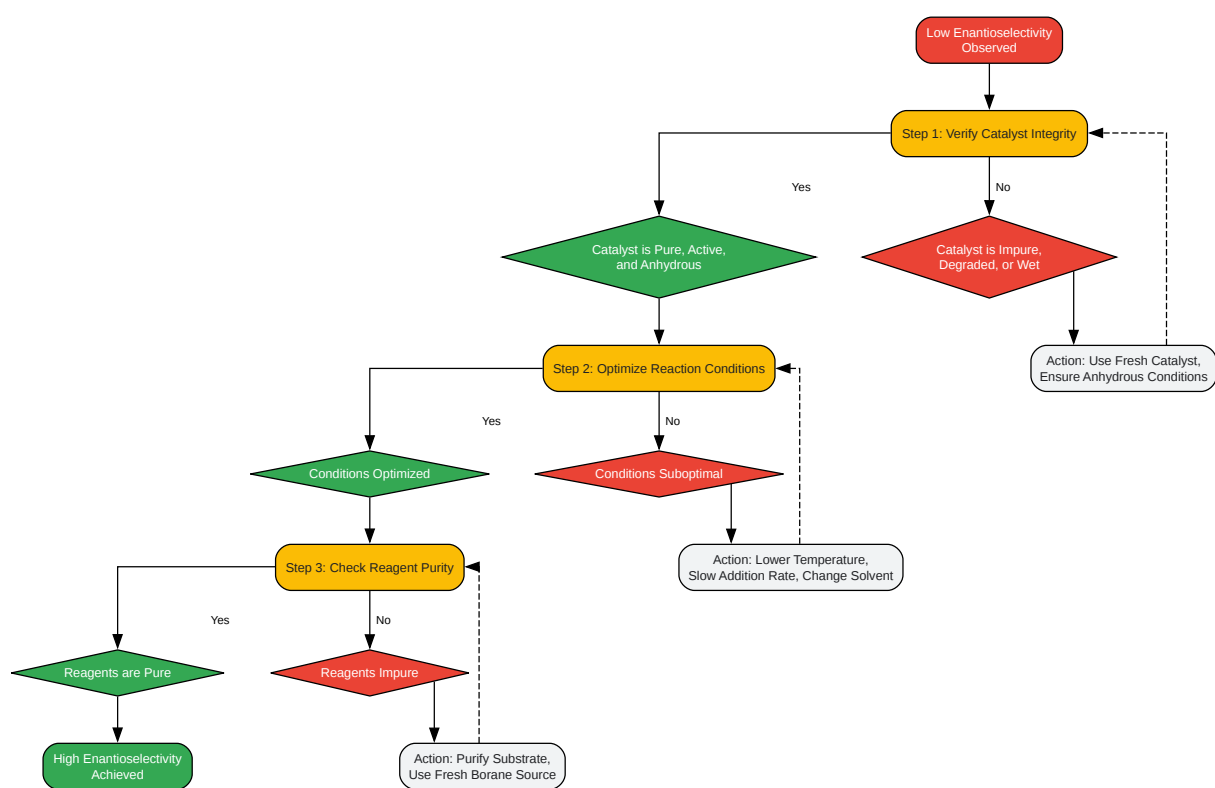 Low Enantioselectivity
Observed
Step 1: Verify Catalyst Integrity
Yes
No
Catalyst is Pure, Active,
and Anhydrous
Catalyst is Impure,
Degraded, or Wet
Action: Use Fresh Catalyst,
Ensure Anhydrous Conditions
Step 2: Optimize Reaction Conditions
Yes
No
Conditions Optimized
Conditions Suboptimal
Action: Lower Temperature,
Slow Addition Rate, Change Solvent
Step 3: Check Reagent Purity
Yes
No
Reagents are Pure
Reagents Impure
High Enantioselectivity
Achieved
Action: Purify Substrate,
Use Fresh Borane Source